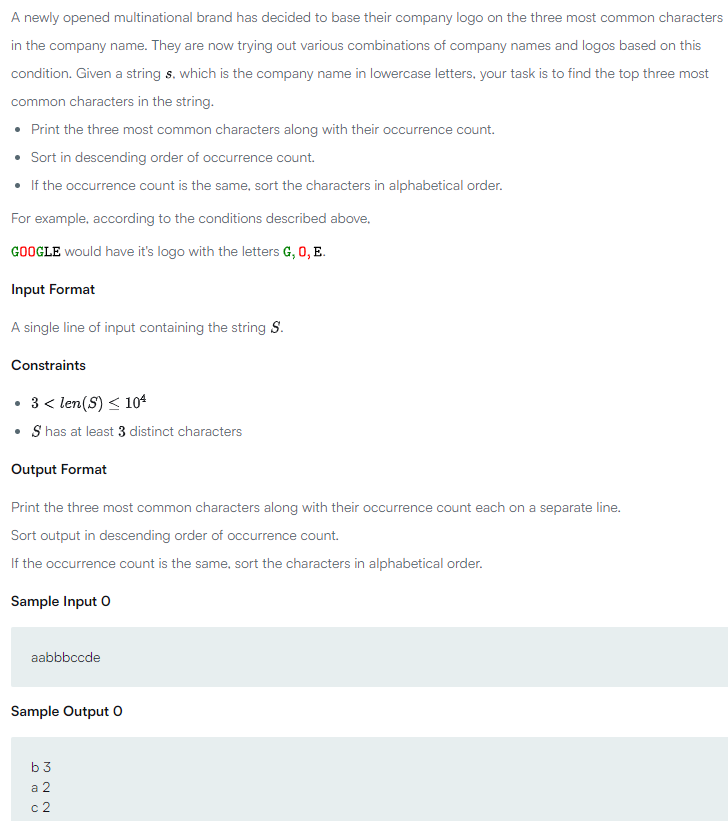 A newly opened multinational brand has decided to base their company logo on the three most common characters
in the company name. They are now trying out various combinations of company names and logos based on this
condition. Given a string s, which is the company name in lowercase letters, your task is to find the top three most
common characters in the string.
• Print the three most common characters along with their occurrence count.
• Sort in descending order of occurrence count.
• If the occurrence count is the same, sort the characters in alphabetical order.
For example, according to the conditions described above,
GOOGLE would have it's logo with the letters G, O, E.
Input Format
A single line of input containing the string S.
Constraints
• 3 < len(S) ≤ 10⁴
• S has at least 3 distinct characters
Output Format
Print the three most common characters along with their occurrence count each on a separate line.
Sort output in descending order of occurrence count.
If the occurrence count is the same, sort the characters in alphabetical order.
Sample Input 0
aabbbccde
Sample Output 0
b 3
a 2
c 2